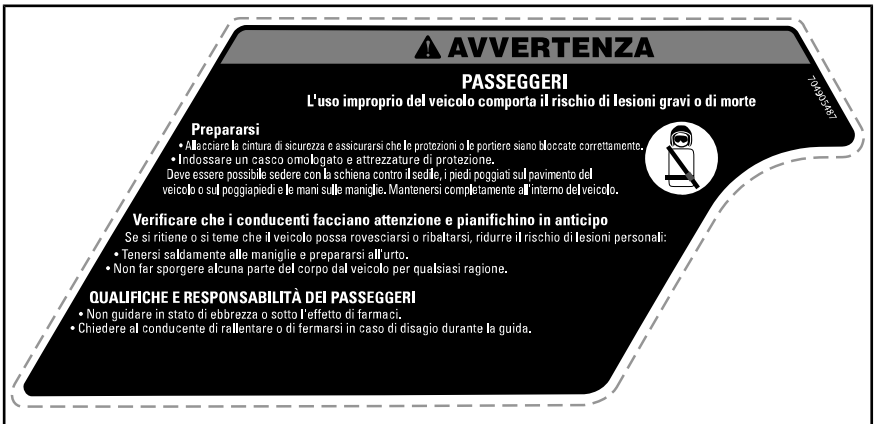 AVVERTENZA
PASSEGGERI
L'uso improprio del veicolo comporta il rischio di lesioni gravi o di morte
704905487
Prepararsi
• Allacciare la cintura di sicurezza e assicurarsi che le protezioni o le portiere siano bloccate correttamente.
• Indossare un casco omologato e attrezzature di protezione.
Deve essere possibile sedere con la schiena contro il sedile, i piedi poggiati sul pavimento del
veicolo o sul poggiapiedi e le mani sulle maniglie. Mantenersi completamente all'interno del veicolo.
Verificare che i conducenti facciano attenzione e pianifichino in anticipo
Se si ritiene o si teme che il veicolo possa rovesciarsi o ribaltarsi, ridurre il rischio di lesioni personali:
• Tenersi saldamente alle maniglie e prepararsi all'urto.
• Non far sporgere alcuna parte del corpo dal veicolo per qualsiasi ragione.
QUALIFICHE E RESPONSABILITÀ DEI PASSEGGERI
• Non guidare in stato di ebbrezza o sotto l'effetto di farmaci.
• Chiedere al conducente di rallentare o di fermarsi in caso di disagio durante la guida.